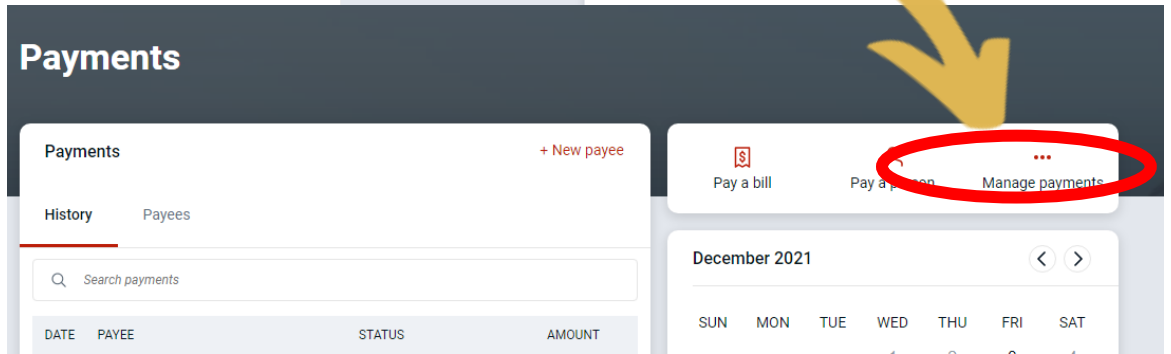 Payments
Payments
+ New payee
History Payees
Search payments
DATE PAYEE STATUS AMOUNT
Pay a bill Pay a Manage payments
December 2021
SUN MON TUE WED THU FRI SAT